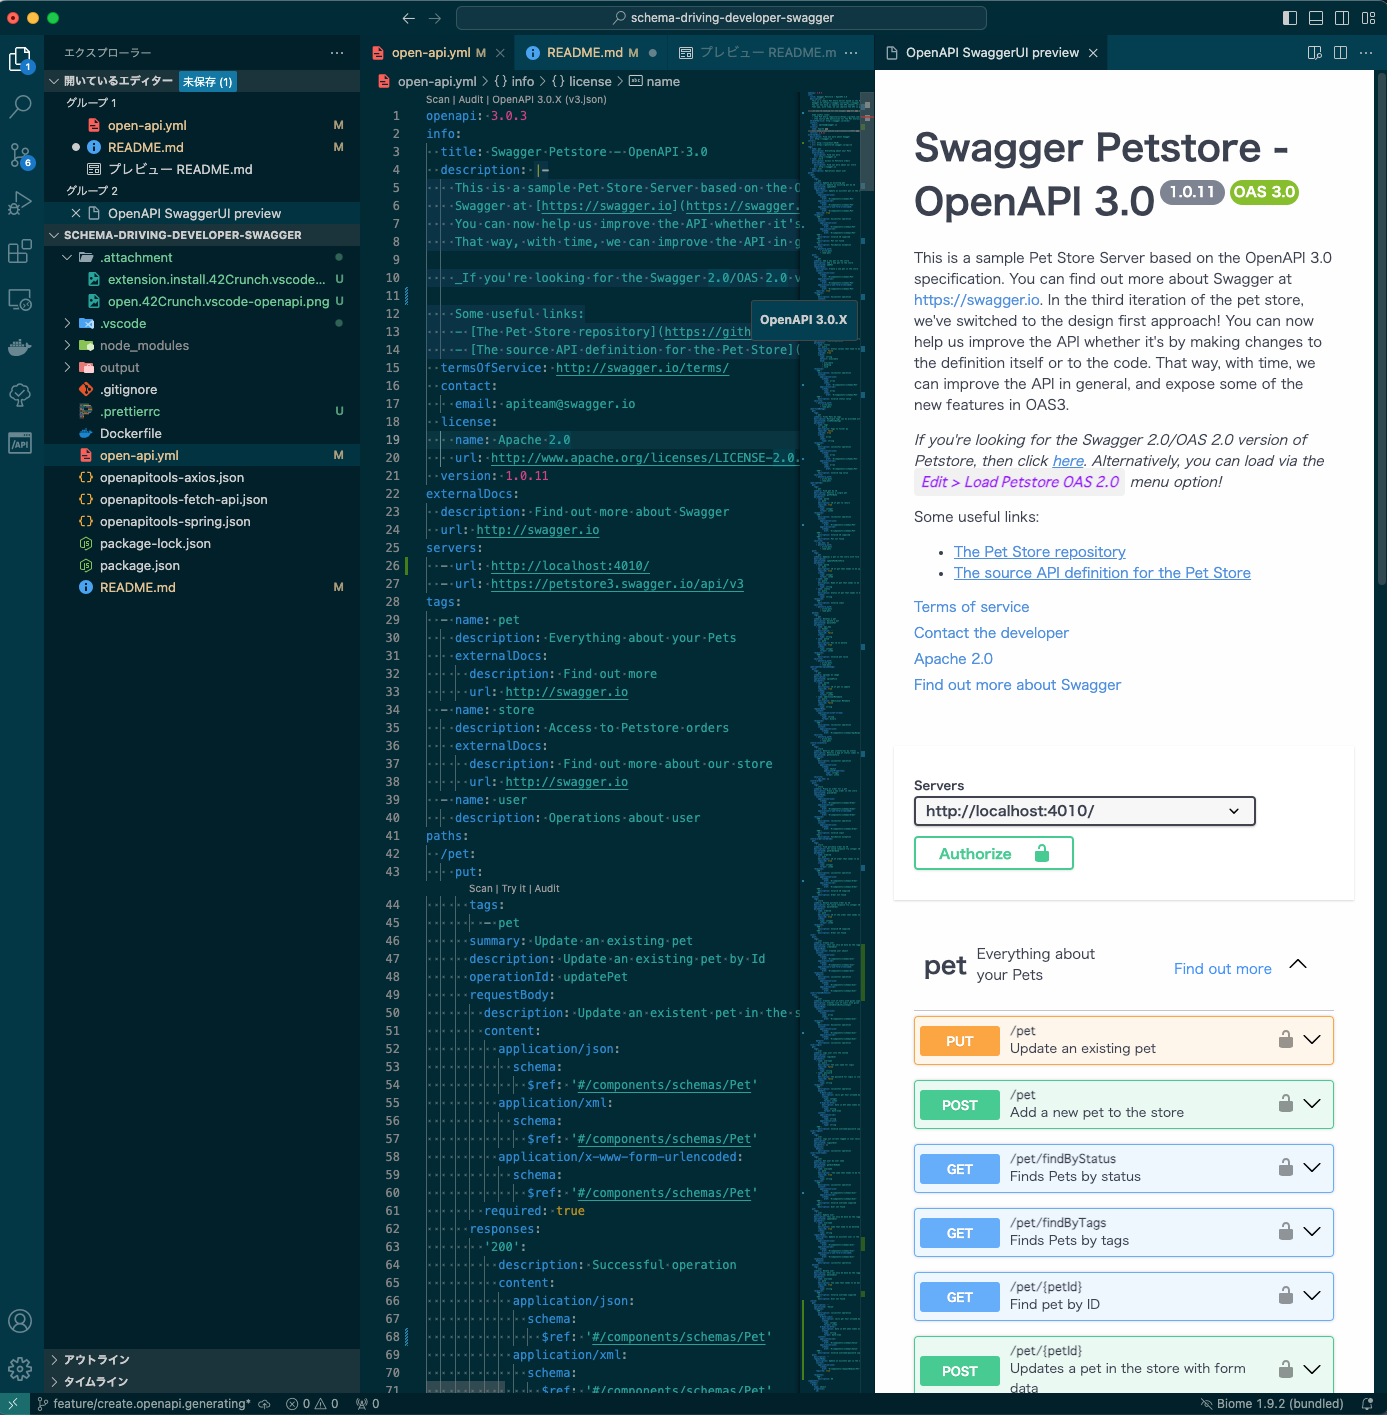 schema-driving-developer-swagger
エクスプローラー
開いているエディター 未保存 (1)
グループ 1
open-api.yml M
README.md M
プレビュー README.md
グループ 2
OpenAPI SwaggerUI preview
SCHEMA-DRIVING-DEVELOPER-SWAGGER
.attachment
extension.install.42Crunch.vscode... U
open.42Crunch.vscode-openapi.png U
.vscode
node_modules
output
.gitignore
.prettierrc U
Dockerfile
open-api.yml M
openapitools-axios.json
openapitools-fetch-api.json
openapitools-spring.json
package-lock.json
package.json
README.md M
アウトライン
タイムライン
1
6
/API
open-api.yml M
README.md M
プレビュー README.m
open-api.yml > {} info > {} license > abc name
Scan | Audit | OpenAPI 3.0.X (v3.json)
1 openapi: 3.0.3
2 info:
3 title: Swagger Petstore - OpenAPI 3.0
4 description: |-
5 This is a sample Pet Store Server based on the O
6 Swagger at [https://swagger.io](https://swagger.
7 You can now help us improve the API whether it's
8 That way, with time, we can improve the API in g
9
10 _If you're looking for the Swagger 2.0/OAS 2.0 v
11
12 Some useful links:
13 - [The Pet Store repository](https://gith
14 - [The source API definition for the Pet Store](
OpenAPI 3.0.X
15 termsOfService: http://swagger.io/terms/
16 contact:
17 email: apiteam@swagger.io
18 license:
19 name: Apache 2.0
20 url: http://www.apache.org/licenses/LICENSE-2.0.
21 version: 1.0.11
22 externalDocs:
23 description: Find out more about Swagger
24 url: http://swagger.io
25 servers:
26 - url: http://localhost:4010/
27 - url: https://petstore3.swagger.io/api/v3
28 tags:
29 - name: pet
30 description: Everything about your Pets
31 externalDocs:
32 description: Find out more
33 url: http://swagger.io
34 - name: store
35 description: Access to Petstore orders
36 externalDocs:
37 description: Find out more about our store
38 url: http://swagger.io
39 - name: user
40 description: Operations about user
41 paths:
42 /pet:
43 put:
Scan | Try it | Audit
44 tags:
45 - pet
46 summary: Update an existing pet
47 description: Update an existing pet by Id
48 operationId: updatePet
49 requestBody:
50 description: Update an existent pet in the s
51 content:
52 application/json:
53 schema:
54 $ref: '#/components/schemas/Pet'
55 application/xml:
56 schema:
57 $ref: '#/components/schemas/Pet'
58 application/x-www-form-urlencoded:
59 schema:
60 $ref: '#/components/schemas/Pet'
61 required: true
62 responses:
63 '200':
64 description: Successful operation
65 content:
66 application/json:
67 schema:
68 $ref: '#/components/schemas/Pet'
69 application/xml:
70 schema:
71 $ref: '#/components/schemas/Pet'
OpenAPI SwaggerUI preview
Swagger Petstore -
OpenAPI 3.0 1.0.11 OAS 3.0
This is a sample Pet Store Server based on the OpenAPI 3.0
specification. You can find out more about Swagger at
https://swagger.io. In the third iteration of the pet store,
we've switched to the design first approach! You can now
help us improve the API whether it's by making changes to
the definition itself or to the code. That way, with time, we
can improve the API in general, and expose some of the
new features in OAS3.
If you're looking for the Swagger 2.0/OAS 2.0 version of
Petstore, then click here. Alternatively, you can load via the
Edit > Load Petstore OAS 2.0 menu option!
Some useful links:
• The Pet Store repository
• The source API definition for the Pet Store
Terms of service
Contact the developer
Apache 2.0
Find out more about Swagger
Servers
http://localhost:4010/
Authorize
pet
Everything about
your Pets
Find out more
PUT
/pet
Update an existing pet
POST
/pet
Add a new pet to the store
GET
/pet/findByStatus
Finds Pets by status
GET
/pet/findByTags
Finds Pets by tags
GET
/pet/{petId}
Find pet by ID
POST
/pet/{petId}
Updates a pet in the store with form
data
feature/create.openapi.generating* 0 0 0
Biome 1.9.2 (bundled)